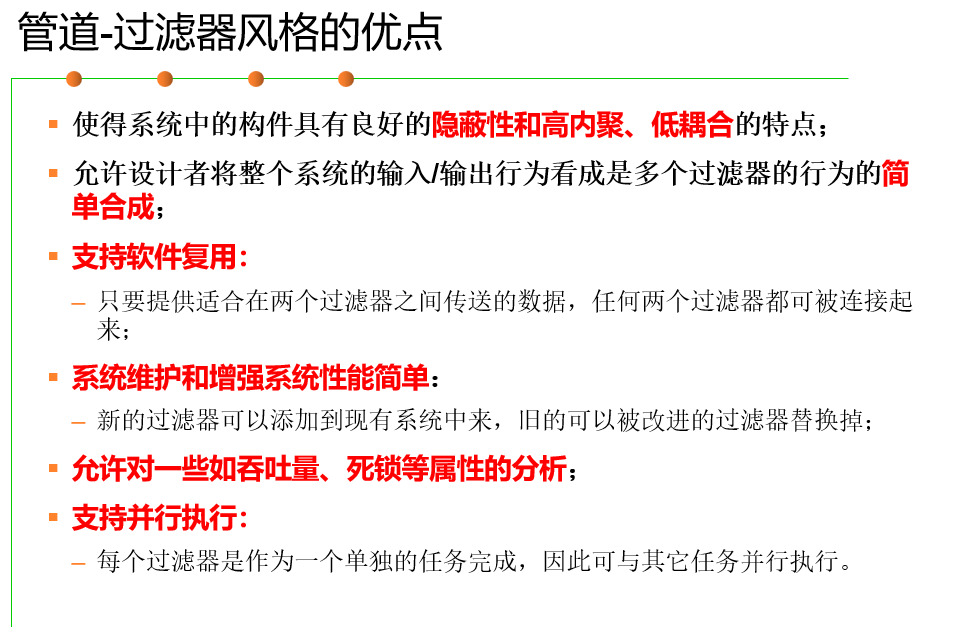 管道-过滤器风格的优点
使得系统中的构件具有良好的隐蔽性和高内聚、低耦合的特点；
允许设计者将整个系统的输入/输出行为看成是多个过滤器的行为的简
单合成；
支持软件复用：
– 只要提供适合在两个过滤器之间传送的数据，任何两个过滤器都可被连接起
来；
系统维护和增强系统性能简单：
– 新的过滤器可以添加到现有系统中来，旧的可以被改进的过滤器替换掉；
允许对一些如吞吐量、死锁等属性的分析；
支持并行执行：
– 每个过滤器是作为一个单独的任务完成，因此可与其它任务并行执行。